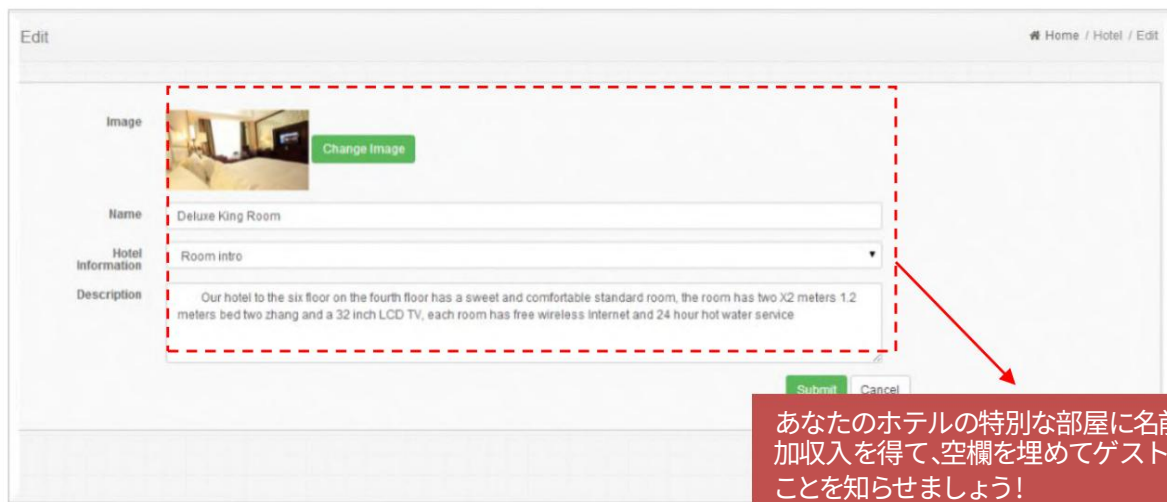 Edit
Home / Hotel / Edit
Image
Change Image
Name
Deluxe King Room
Hotel
Information
Room intro
Description
Our hotel to the six floor on the fourth floor has a sweet and comfortable standard room, the room has two X2 meters 1.2
meters bed two zhang and a 32 inch LCD TV, each room has free wireless Internet and 24 hour hot water service
Submit
Cancel
あなたのホテルの特別な部屋に名前
加収入を得て、空欄を埋めてゲスト
ことを知らせましょう!